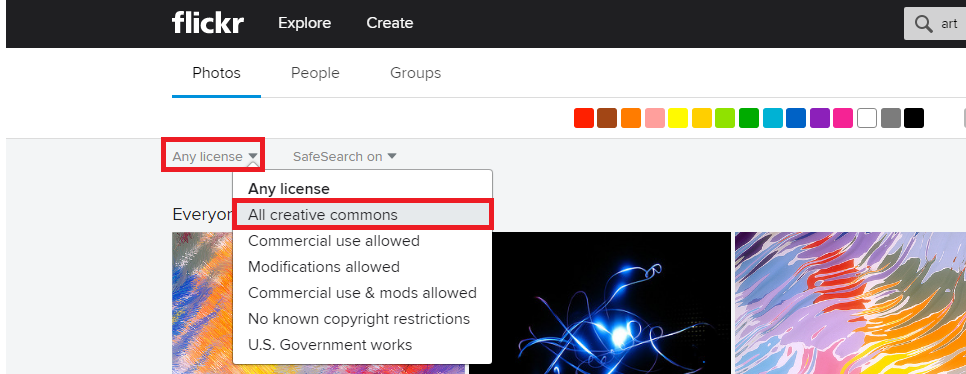 flickr Explore Create art
Photos People Groups
Any license SafeSearch on
Any license
Everyon
All creative commons
Commercial use allowed
Modifications allowed
Commercial use & mods allowed
No known copyright restrictions
U.S. Government works